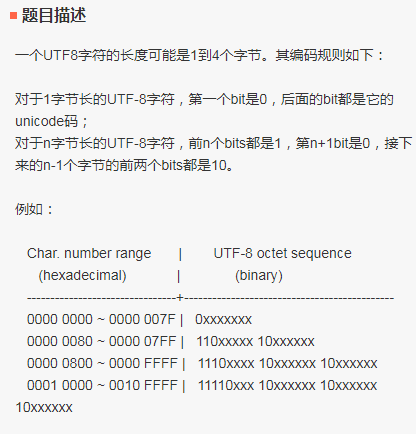 题目描述
一个UTF8字符的长度可能是1到4个字节。其编码规则如下：
对于1字节长的UTF-8字符，第一个bit是0，后面的bit都是它的
unicode码；
对于n字节长的UTF-8字符，前n个bits都是1，第n+1bit是0，接下
来的n-1个字节的前两个bits都是10。
例如：
Char. number range | UTF-8 octet sequence
(hexadecimal) | (binary)
--------------------------------+---------------------------------------------
0000 0000 ~ 0000 007F | 0xxxxxxx
0000 0080 ~ 0000 07FF | 110xxxxx 10xxxxxx
0000 0800 ~ 0000 FFFF | 1110xxxx 10xxxxxx 10xxxxxx
0001 0000 ~ 0010 FFFF | 11110xxx 10xxxxxx 10xxxxxx
10xxxxxx